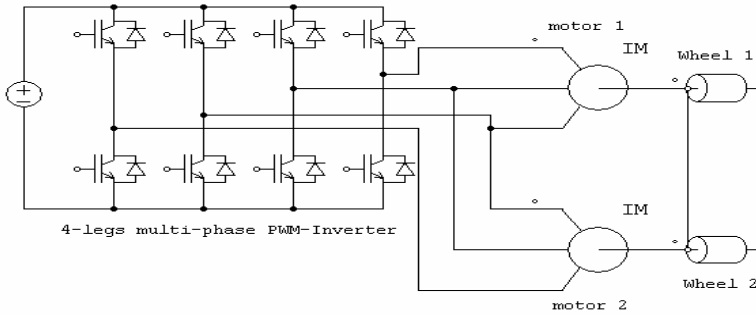 motor 1
IM
Wheel 1
4-legs multi-phase PWM-Inverter
IM
Wheel 2
motor 2